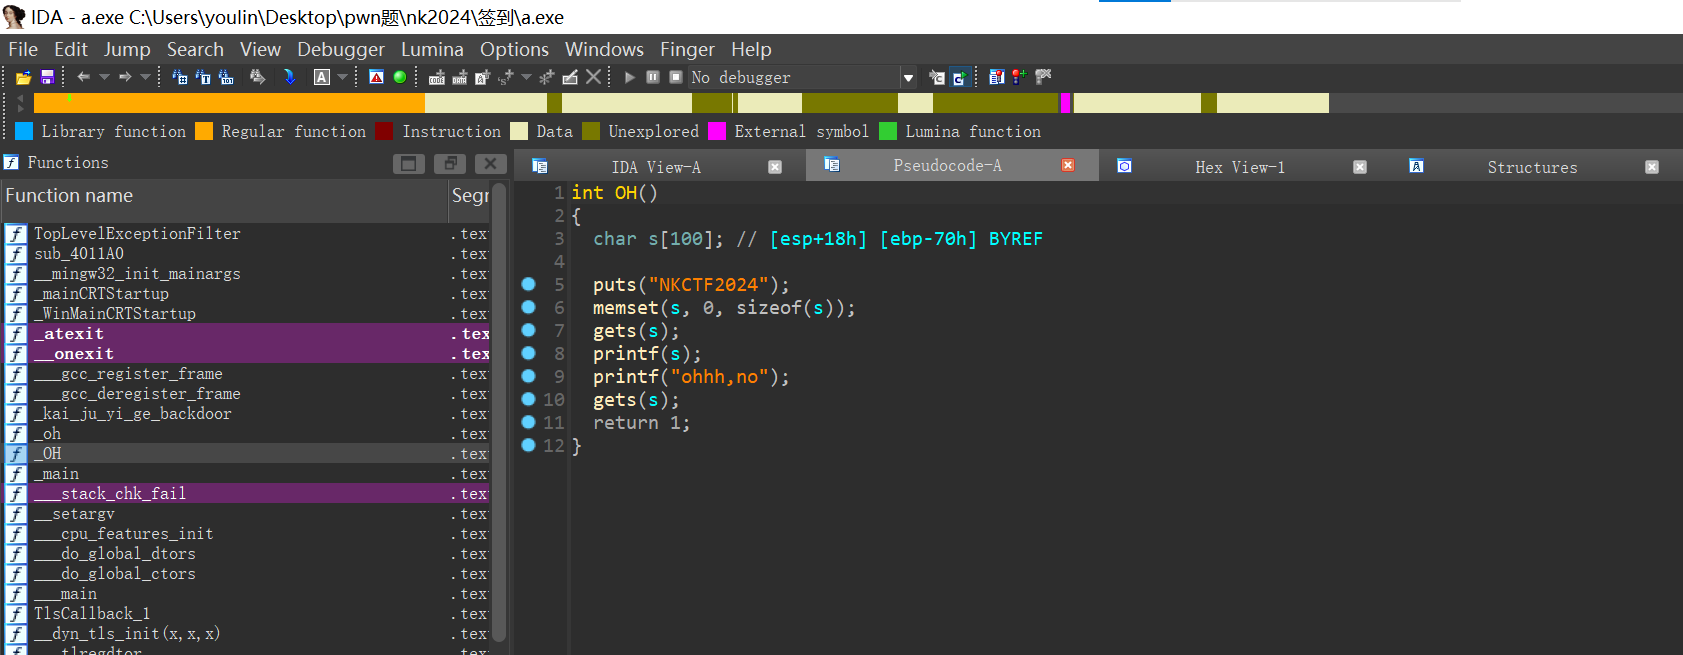 IDA - a.exe C:\Users\youlin\Desktop\pwn题\nk2024\签到\a.exe
File Edit Jump Search View Debugger Lumina Options Windows Finger Help
No debugger
Library function Regular function Instruction Data Unexplored External symbol Lumina function
Functions
Function name Segr
TopLevelExceptionFilter .tex
sub_4011A0 .tex
__mingw32_init_mainargs .tex
_mainCRTStartup .tex
_WinMainCRTStartup .tex
_atexit .tex
__onexit .tex
___gcc_register_frame .tex
___gcc_deregister_frame .tex
_kai_ju_yi_ge_backdoor .tex
_oh .tex
_OH .tex
_main .tex
___stack_chk_fail .tex
__setargv .tex
___cpu_features_init .tex
___do_global_dtors .tex
___do_global_ctors .tex
___main .tex
TlsCallback_1 .tex
__dyn_tls_init(x,x,x) .tex
IDA View-A Pseudocode-A Hex View-1 Structures
1 int OH()
2 {
3 char s[100]; // [esp+18h] [ebp-70h] BYREF
4
5 puts("NKCTF2024");
6 memset(s, 0, sizeof(s));
7 gets(s);
8 printf(s);
9 printf("ohhh,no");
10 gets(s);
11 return 1;
12 }